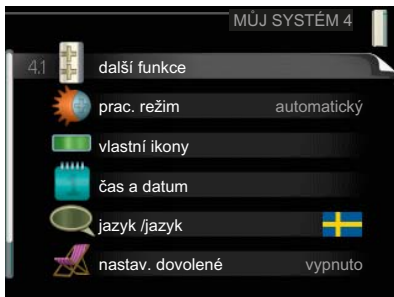 MŮJ SYSTÉM 4
4.1 další funkce
prac. režim automatický
vlastní ikony
čas a datum
jazyk /jazyk
nastav. dovolené vypnuto